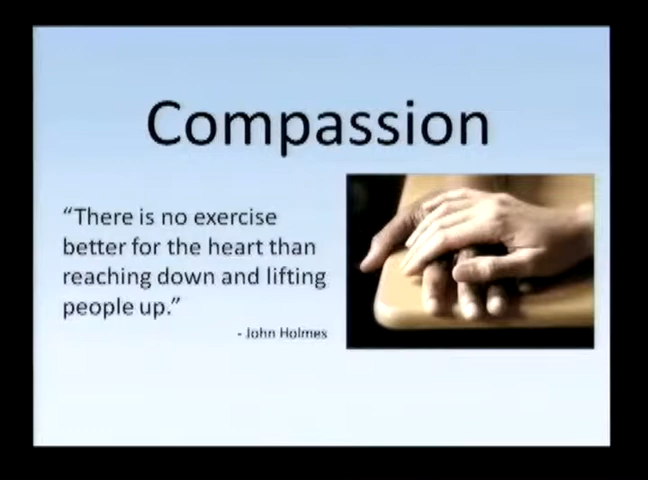 Compassion
“There is no exercise
better for the heart than
reaching down and lifting
people up.”
- John Holmes